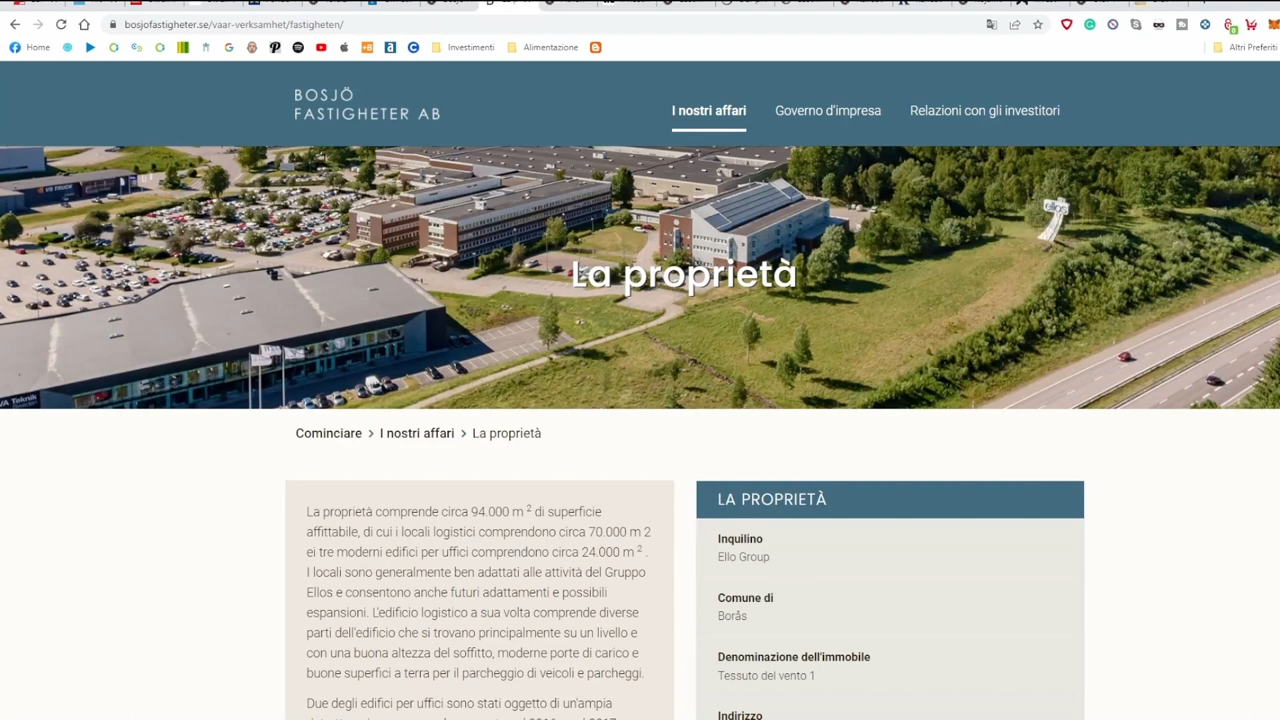 bosjofastigheter.se/vaar-verksamhet/fastigheten/
Home
Investimenti
Alimentazione
Altri Preferiti
BOSJÖ
FASTIGHETER AB
I nostri affari
Governo d'impresa
Relazioni con gli investitori
La proprietà
Cominciare > I nostri affari > La proprietà
La proprietà comprende circa 94.000 m 2 di superficie
affittabile, di cui i locali logistici comprendono circa 70.000 m 2
ei tre moderni edifici per uffici comprendono circa 24.000 m 2 .
I locali sono generalmente ben adattati alle attività del Gruppo
Ellos e consentono anche futuri adattamenti e possibili
espansioni. L'edificio logistico a sua volta comprende diverse
parti dell'edificio che si trovano principalmente su un livello e
con una buona altezza del soffitto, moderne porte di carico e
buone superfici a terra per il parcheggio di veicoli e parcheggi.
Due degli edifici per uffici sono stati oggetto di un'ampia
LA PROPRIETÀ
Inquilino
Ello Group
Comune di
Borås
Denominazione dell'immobile
Tessuto del vento 1
Indirizzo